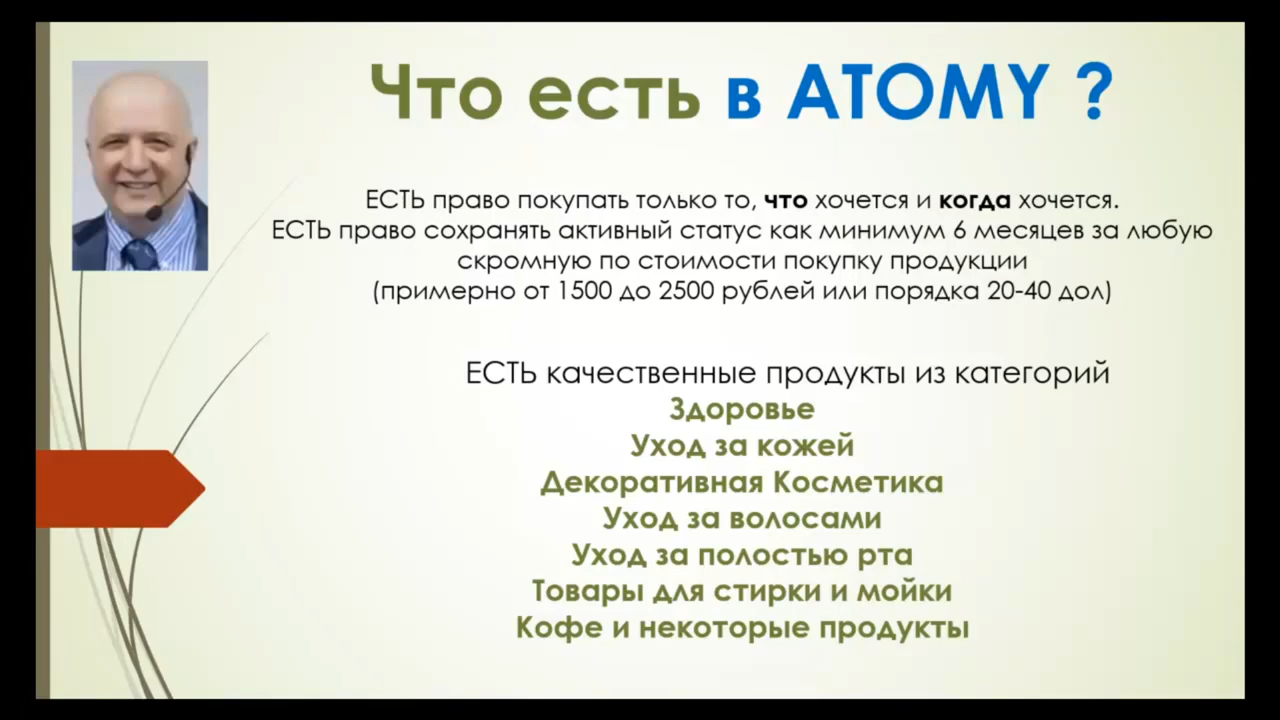 Что есть в ATOMY ?
ЕСТЬ право покупать только то, что хочется и когда хочется.
ЕСТЬ право сохранять активный статус как минимум 6 месяцев за любую
скромную по стоимости покупку продукции
(примерно от 1500 до 2500 рублей или порядка 20-40 дол)
ЕСТЬ качественные продукты из категорий
Здоровье
Уход за кожей
Декоративная Косметика
Уход за волосами
Уход за полостью рта
Товары для стирки и мойки
Кофе и некоторые продукты